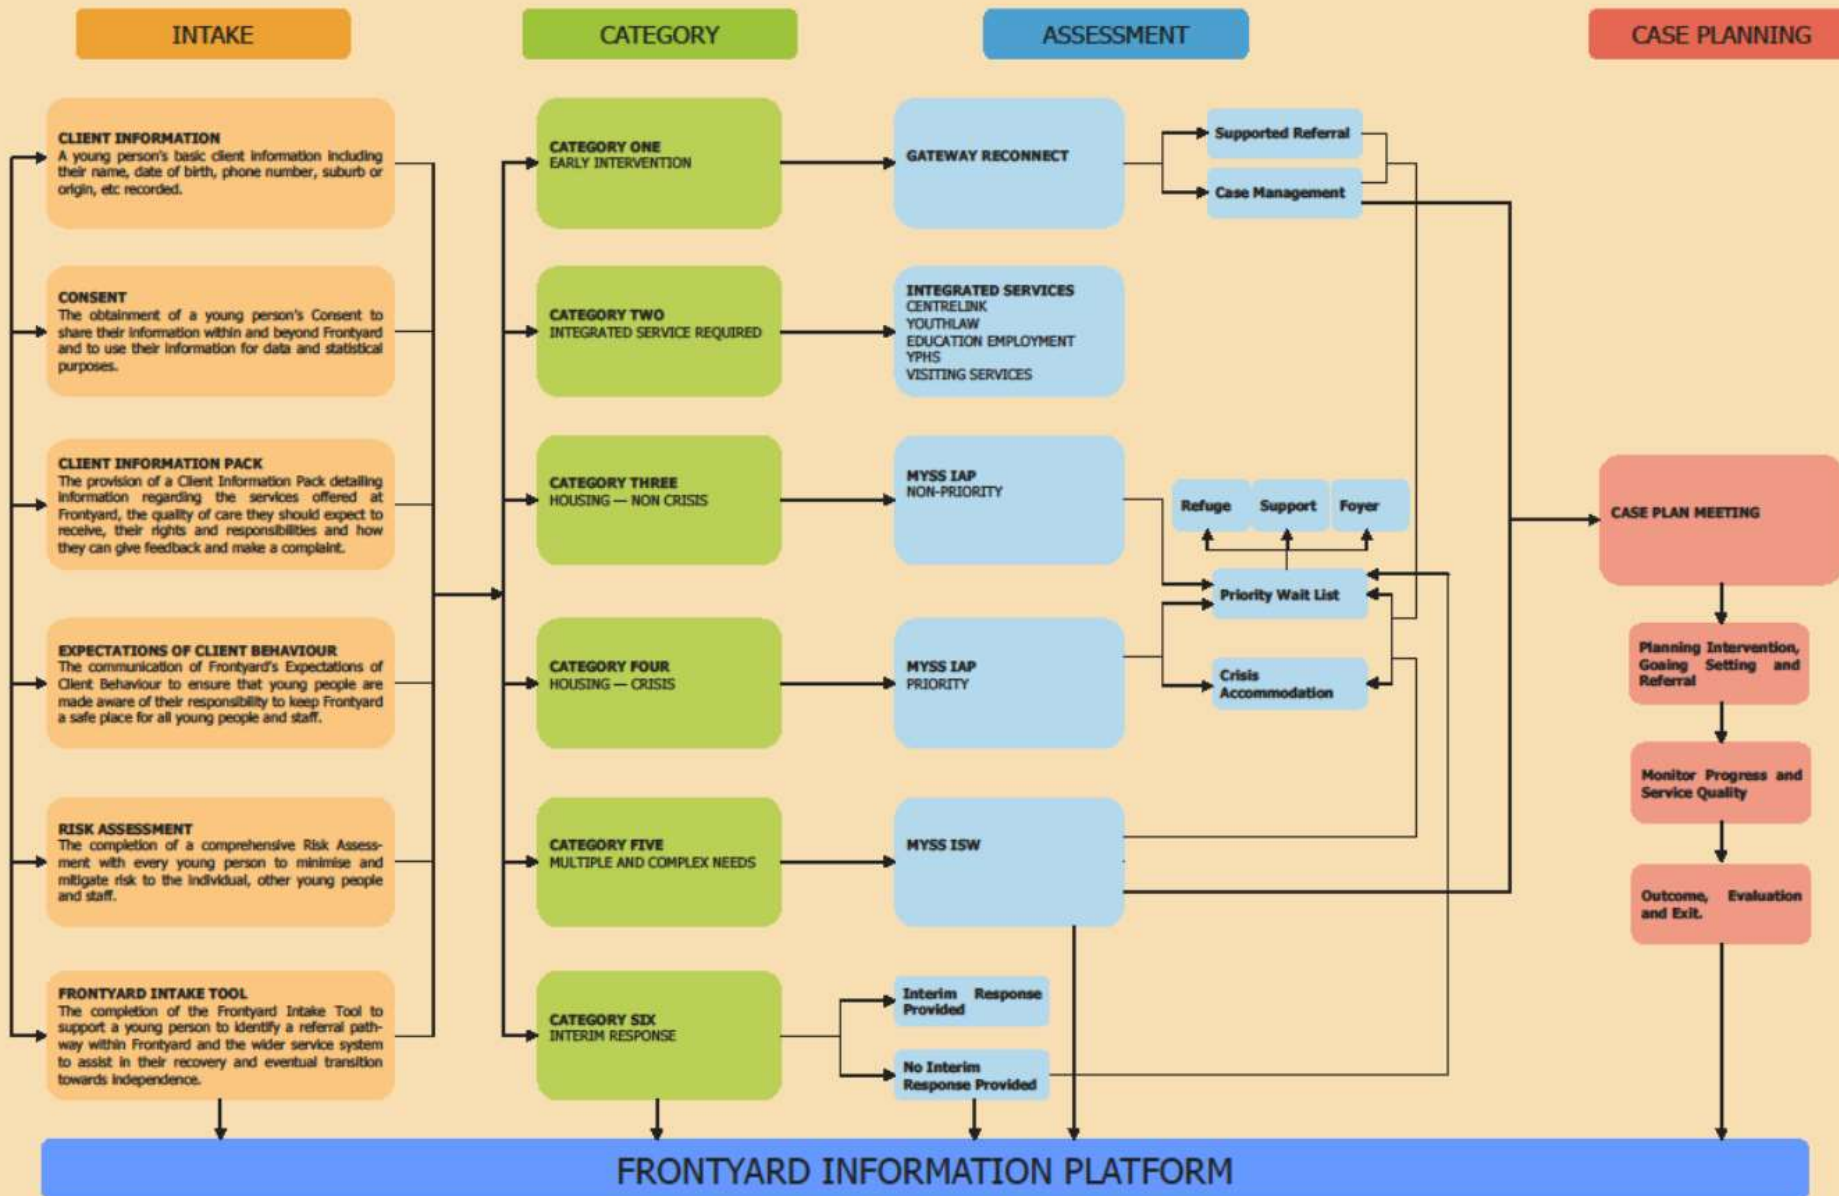 INTAKE
CATEGORY
ASSESSMENT
CASE PLANNING
CLIENT INFORMATION
A young person's basic client information including
their name, date of birth, phone number, suburb or
origin, etc recorded.
CONSENT
The obtainment of a young person's Consent to
share their information within and beyond Frontyard
and to use their information for data and statistical
purposes.
CLIENT INFORMATION PACK
The provision of a Client Information Pack detailing
information regarding the services offered at
Frontyard, the quality of care they should expect to
receive, their rights and responsibilities and how
they can give feedback and make a complaint.
EXPECTATIONS OF CLIENT BEHAVIOUR
The communication of Frontyard's Expectations of
Client Behaviour to ensure that young people are
made aware of their responsibility to keep Frontyard
a safe place for all young people and staff.
RISK ASSESSMENT
The completion of a comprehensive Risk Assess-
ment with every young person to minimise and
mitigate risk to the individual, other young people
and staff.
FRONTYARD INTAKE TOOL
The completion of the Frontyard Intake Tool to
support a young person to identify a referral path-
way within Frontyard and the wider service system
to assist in their recovery and eventual transition
towards independence.
CATEGORY ONE
EARLY INTERVENTION
CATEGORY TWO
INTEGRATED SERVICE REQUIRED
CATEGORY THREE
HOUSING — NON CRISIS
CATEGORY FOUR
HOUSING — CRISIS
CATEGORY FIVE
MULTIPLE AND COMPLEX NEEDS
CATEGORY SIX
INTERIM RESPONSE
GATEWAY RECONNECT
INTEGRATED SERVICES
CENTRELINK
YOUTHLAW
EDUCATION EMPLOYMENT
YPHS
VISITING SERVICES
MYSS IAP
NON-PRIORITY
MYSS IAP
PRIORITY
MYSS ISW
Interim Response
Provided
No Interim
Response Provided
Supported Referral
Case Management
Refuge
Support
Foyer
Priority Wait List
Crisis
Accommodation
CASE PLAN MEETING
Planning Intervention,
Goaing Setting and
Referral
Monitor Progress and
Service Quality
Outcome, Evaluation
and Exit.
FRONTYARD INFORMATION PLATFORM